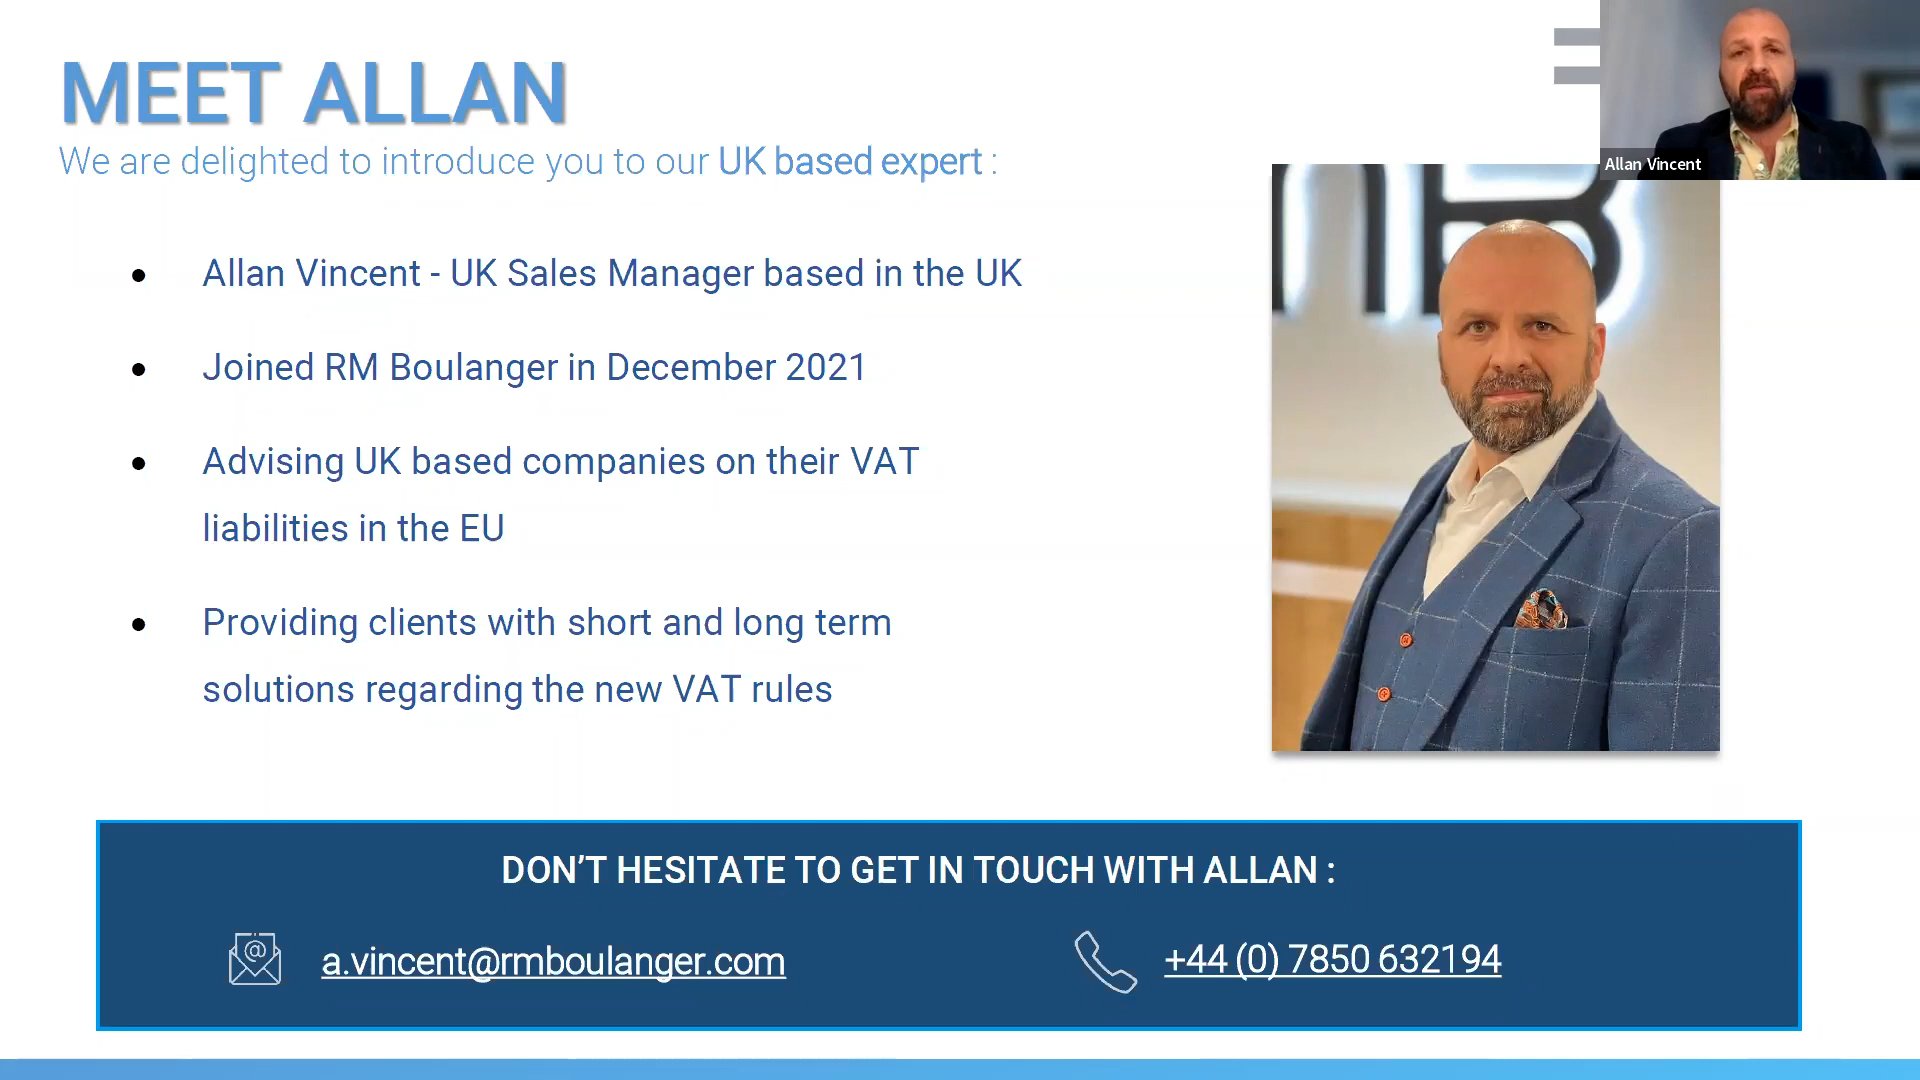 MEET ALLAN
We are delighted to introduce you to our UK based expert :
Allan Vincent
• Allan Vincent - UK Sales Manager based in the UK
• Joined RM Boulanger in December 2021
• Advising UK based companies on their VAT
liabilities in the EU
• Providing clients with short and long term
solutions regarding the new VAT rules
DON’T HESITATE TO GET IN TOUCH WITH ALLAN :
a.vincent@rmboulanger.com
+44 (0) 7850 632194